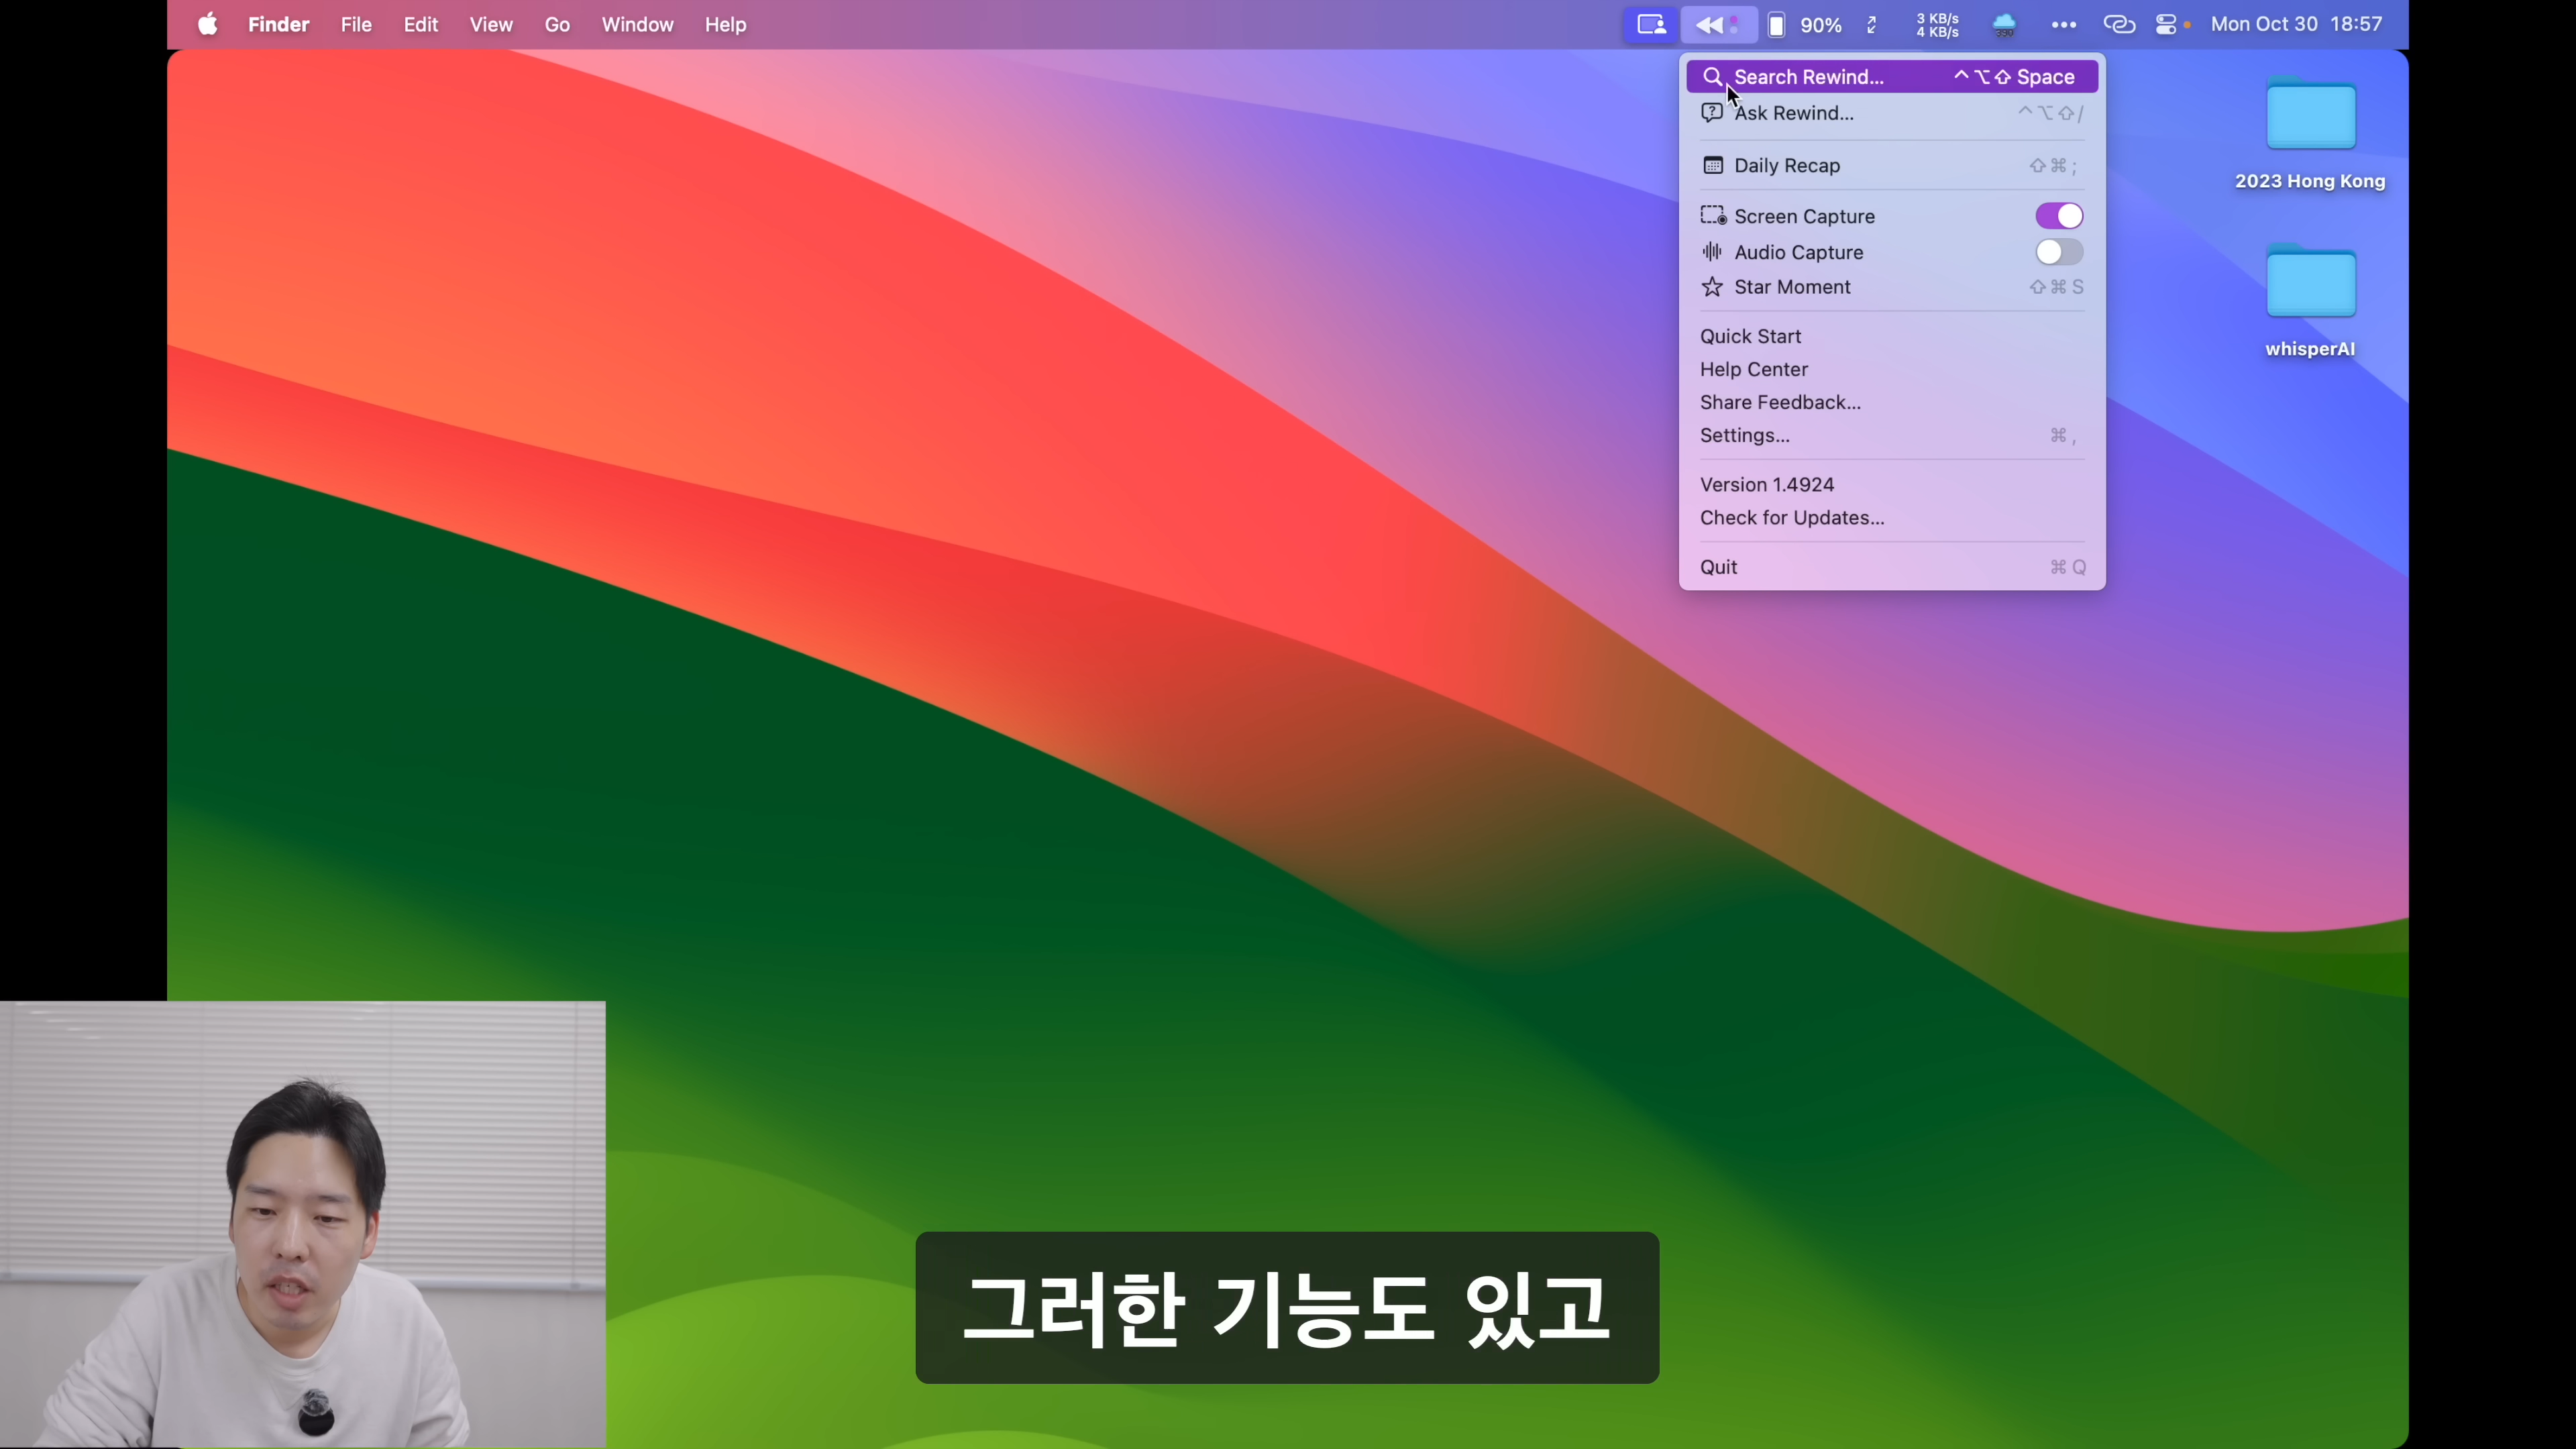 Finder File Edit View Go Window Help 90% 3 KB/s Mon Oct 30 18:57
4 KB/s
Search Rewind... ^⌥⇧ Space
Ask Rewind... ^⌥⇧/
Daily Recap ⇧⌘;
Screen Capture
Audio Capture
Star Moment ⇧⌘S
Quick Start
Help Center
Share Feedback...
Settings... ⌘,
Version 1.4924
Check for Updates...
Quit ⌘Q
2023 Hong Kong
whisperAI
그러한 기능도 있고